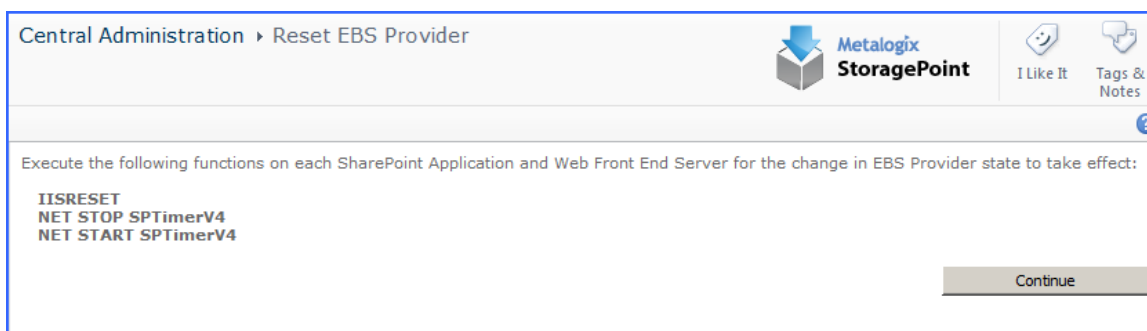 Central Administration ▸ Reset EBS Provider
Metalogix
StoragePoint
I Like It
Tags &
Notes
Execute the following functions on each SharePoint Application and Web Front End Server for the change in EBS Provider state to take effect:
IISRESET
NET STOP SPTimerV4
NET START SPTimerV4
Continue